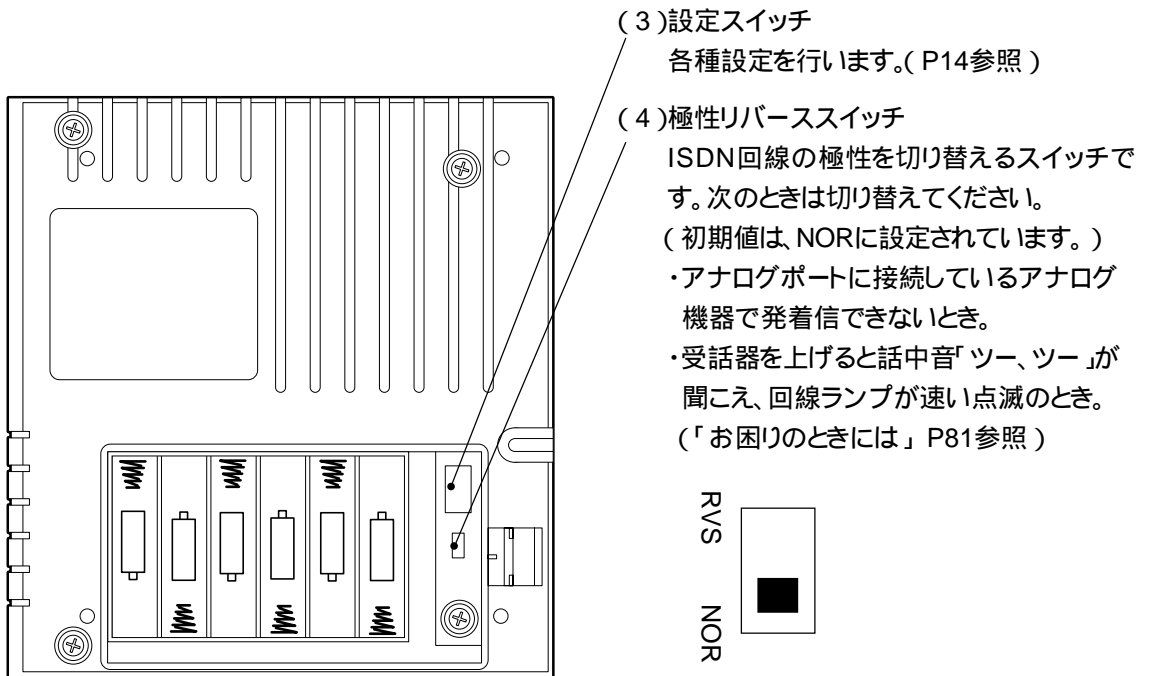 (3)設定スイッチ
各種設定を行います。(P14参照)
(4)極性リバーススイッチ
ISDN回線の極性を切り替えるスイッチで
す。次のときは切り替えてください。
(初期値は、NORに設定されています。)
・アナログポートに接続しているアナログ
機器で発着信できないとき。
・受話器を上げると話中音「ツー、ツー」が
聞こえ、回線ランプが速い点滅のとき。
(「お困りのときには」P81参照)
RVS
NOR